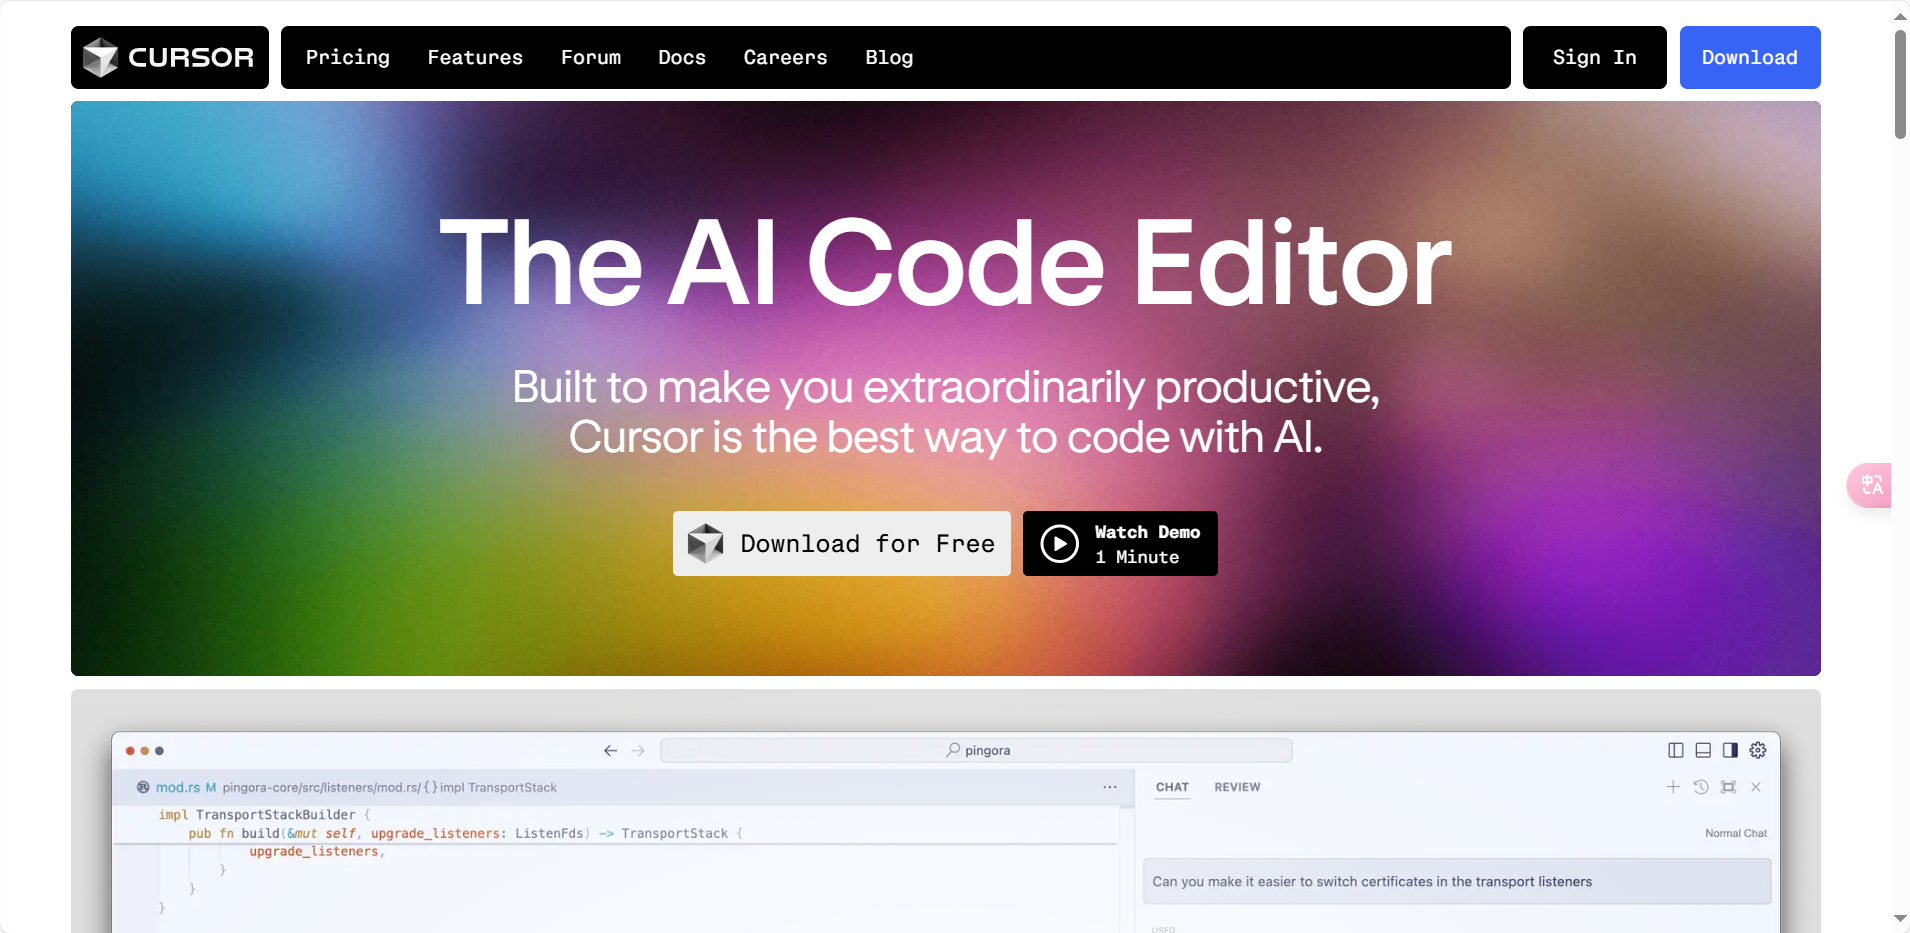 CURSOR
Pricing Features Forum Docs Careers Blog
Sign In
Download
The AI Code Editor
Built to make you extraordinarily productive,
Cursor is the best way to code with AI.
Download for Free
Watch Demo
1 Minute
中A
pingora
mod.rs M pingora-core/src/listeners/mod.rs/{} impl TransportStack
impl TransportStackBuilder {
pub fn build(&mut self, upgrade_listeners: ListenFds) -> TransportStack {
upgrade_listeners,
}
}
}
CHAT REVIEW
Normal Chat
Can you make it easier to switch certificates in the transport listeners
USED